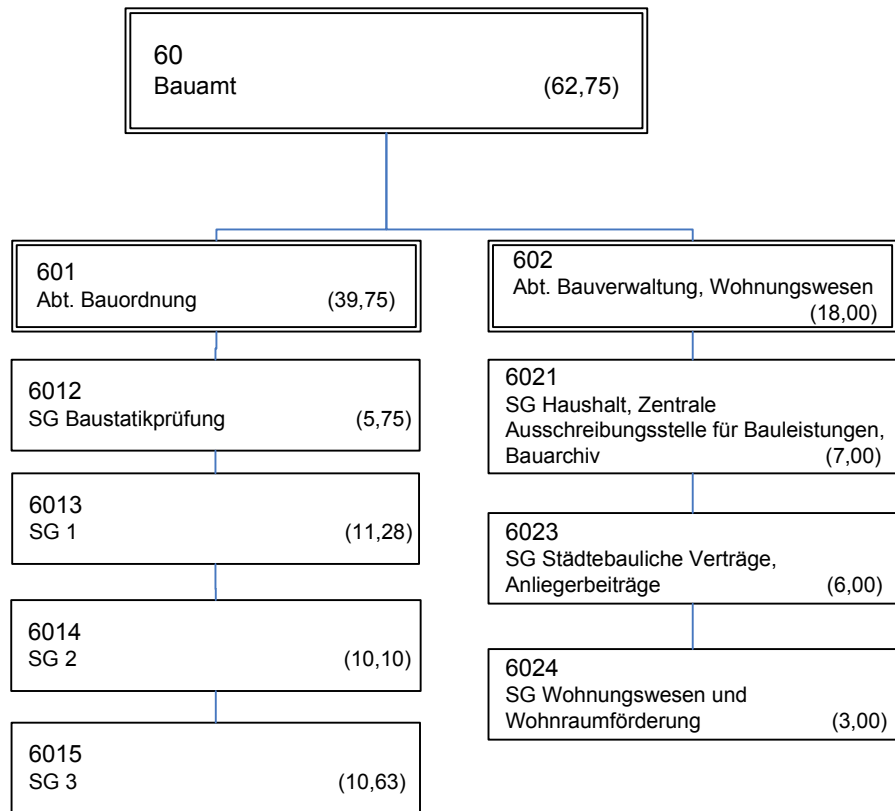 60
Bauamt (62,75)
601
Abt. Bauordnung (39,75)
6012
SG Baustatikprüfung (5,75)
6013
SG 1 (11,28)
6014
SG 2 (10,10)
6015
SG 3 (10,63)
602
Abt. Bauverwaltung, Wohnungswesen
(18,00)
6021
SG Haushalt, Zentrale
Ausschreibungsstelle für Bauleistungen,
Bauarchiv (7,00)
6023
SG Städtebauliche Verträge,
Anliegerbeiträge (6,00)
6024
SG Wohnungswesen und
Wohnraumförderung (3,00)